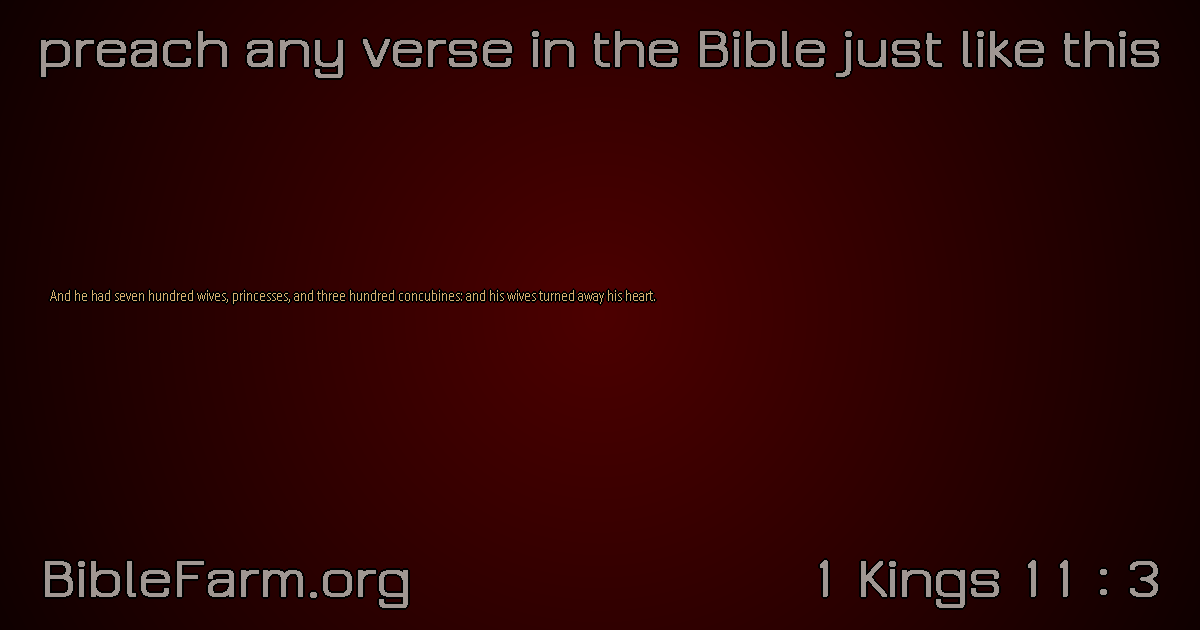 preach any verse in the Bible just like this
And he had seven hundred wives, princesses, and three hundred concubines: and his wives turned away his heart.
BibleFarm.org
1 Kings 11 : 3